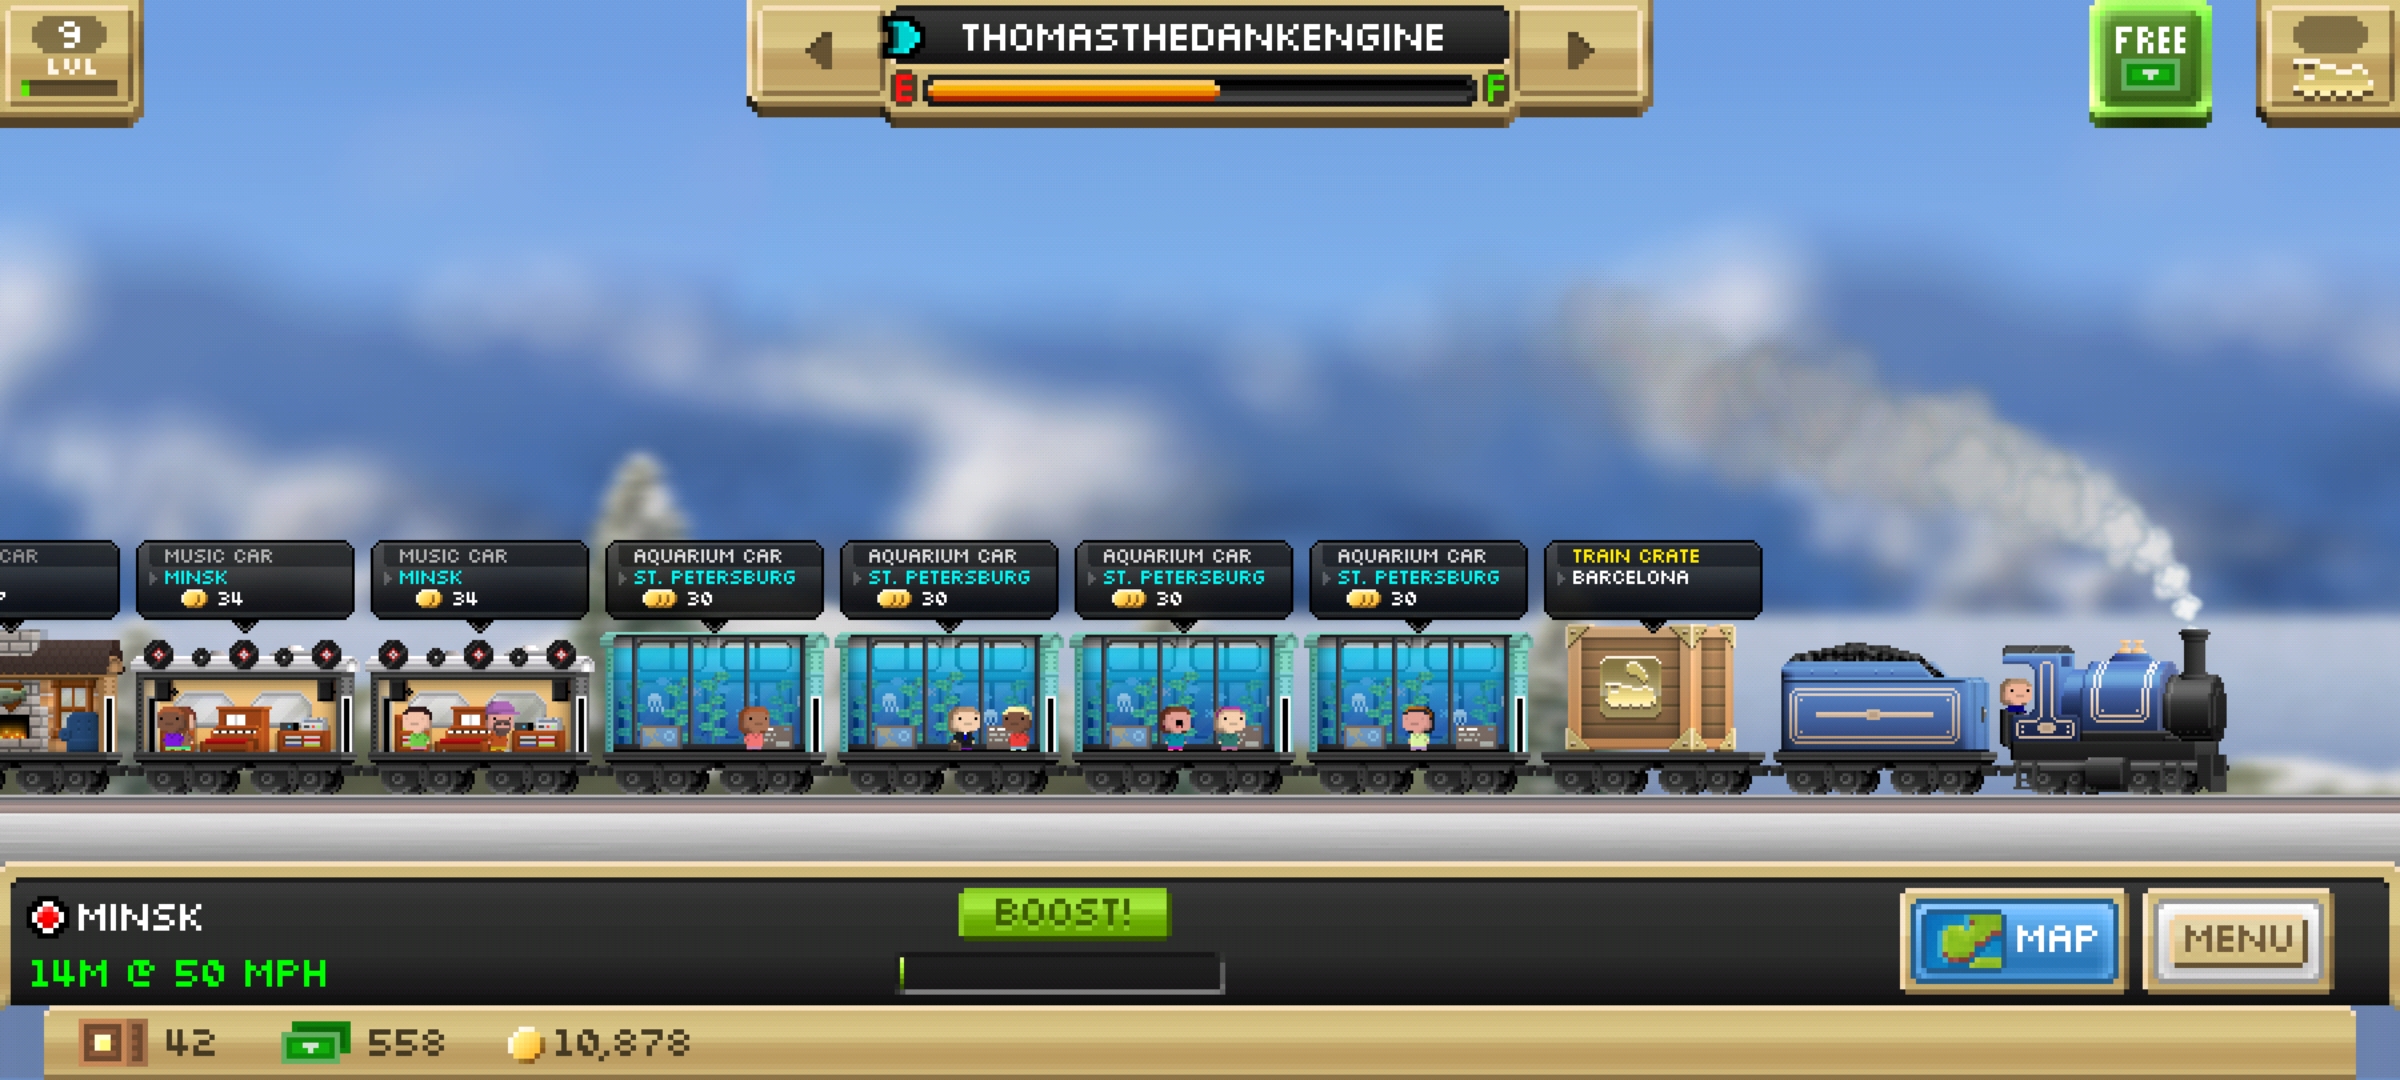 9
LVL
THOMASTHEDANKENGINE
E
F
FREE
CAR
MUSIC CAR
MINSK
34
MUSIC CAR
MINSK
34
AQUARIUM CAR
ST. PETERSBURG
30
AQUARIUM CAR
ST. PETERSBURG
30
AQUARIUM CAR
ST. PETERSBURG
30
AQUARIUM CAR
ST. PETERSBURG
30
TRAIN CRATE
BARCELONA
MINSK
14M @ 50 MPH
BOOST!
MAP
MENU
42
558
10,878